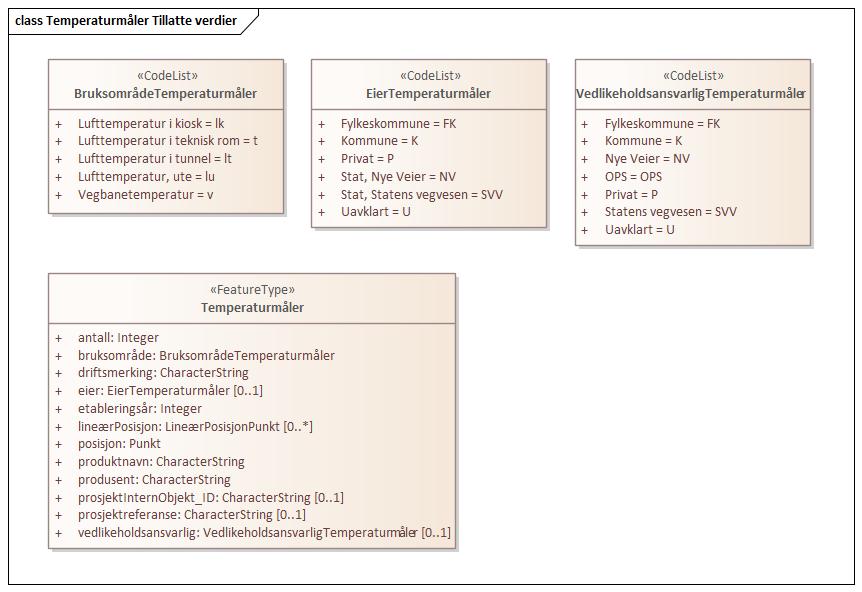 class Temperaturmåler Tillatte verdier
«CodeList»
BruksområdeTemperaturmåler
+ Lufttemperatur i kiosk = lk
+ Lufttemperatur i teknisk rom = t
+ Lufttemperatur i tunnel = lt
+ Lufttemperatur, ute = lu
+ Vegbanetemperatur = v
«CodeList»
EierTemperaturmåler
+ Fylkeskommune = FK
+ Kommune = K
+ Privat = P
+ Stat, Nye Veier = NV
+ Stat, Statens vegvesen = SVV
+ Uavklart = U
«CodeList»
VedlikeholdsansvarligTemperaturmåler
+ Fylkeskommune = FK
+ Kommune = K
+ Nye Veier = NV
+ OPS = OPS
+ Privat = P
+ Statens vegvesen = SVV
+ Uavklart = U
«FeatureType»
Temperaturmåler
+ antall: Integer
+ bruksområde: BruksområdeTemperaturmåler
+ driftsmerking: CharacterString
+ eier: EierTemperaturmåler [0..1]
+ etableringsår: Integer
+ lineærPosisjon: LineærPosisjonPunkt [0..*]
+ posisjon: Punkt
+ produktnavn: CharacterString
+ produsent: CharacterString
+ prosjektInternObjekt_ID: CharacterString [0..1]
+ prosjektreferanse: CharacterString [0..1]
+ vedlikeholdsansvarlig: VedlikeholdsansvarligTemperaturmåler [0..1]